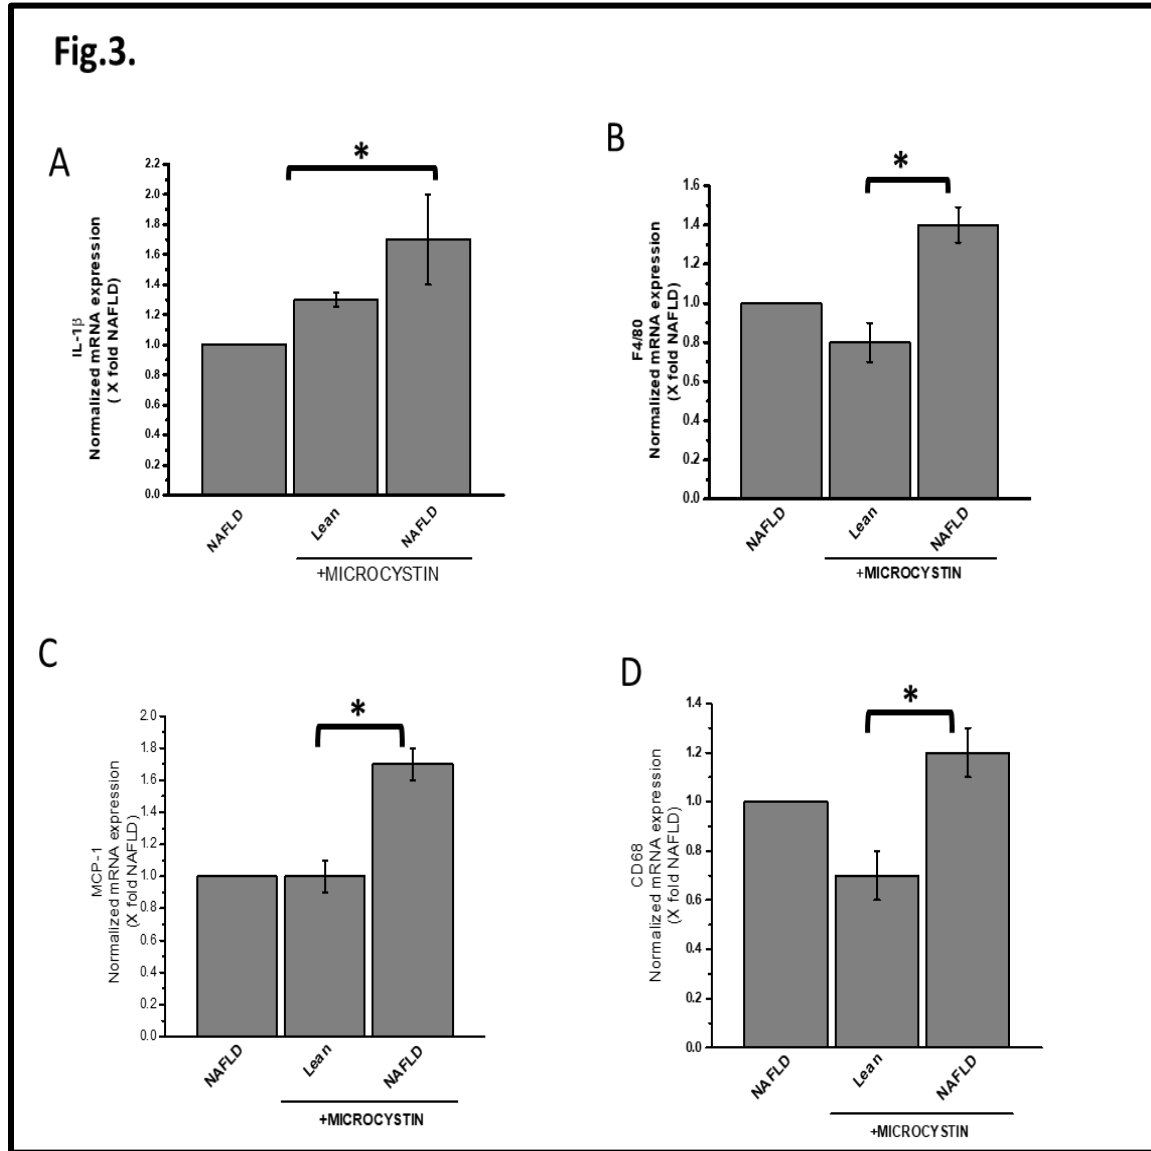 Fig.3.
A
*
2.2
2.0
1.8
1.6
1.4
1.2
1.0
0.8
0.6
0.4
0.2
0.0
IL-1β
Normalized mRNA expression
( X fold NAFLD)
NAFLD
Lean
NAFLD
+MICROCYSTIN
B
*
1.6
1.4
1.2
1.0
0.8
0.6
0.4
0.2
0.0
F4/80
Normalized mRNA expression
(X fold NAFLD)
NAFLD
Lean
NAFLD
+MICROCYSTIN
C
*
2.0
1.8
1.6
1.4
1.2
1.0
0.8
0.6
0.4
0.2
0.0
MCP-1
Normalized mRNA expression
(X fold NAFLD)
NAFLD
Lean
NAFLD
+MICROCYSTIN
D
*
1.4
1.2
1.0
0.8
0.6
0.4
0.2
0.0
CD68
Normalized mRNA expression
(X fold NAFLD)
NAFLD
Lean
NAFLD
+MICROCYSTIN